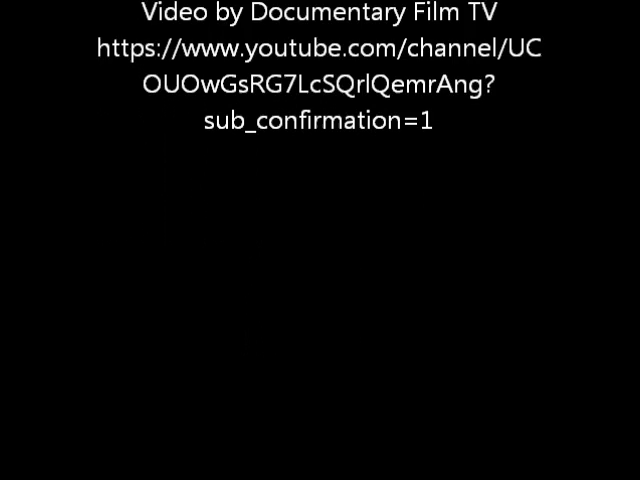 Video by Documentary Film TV
https://www.youtube.com/channel/UC
OUOwGsRG7LcSQrlQemrAng?
sub_confirmation=1